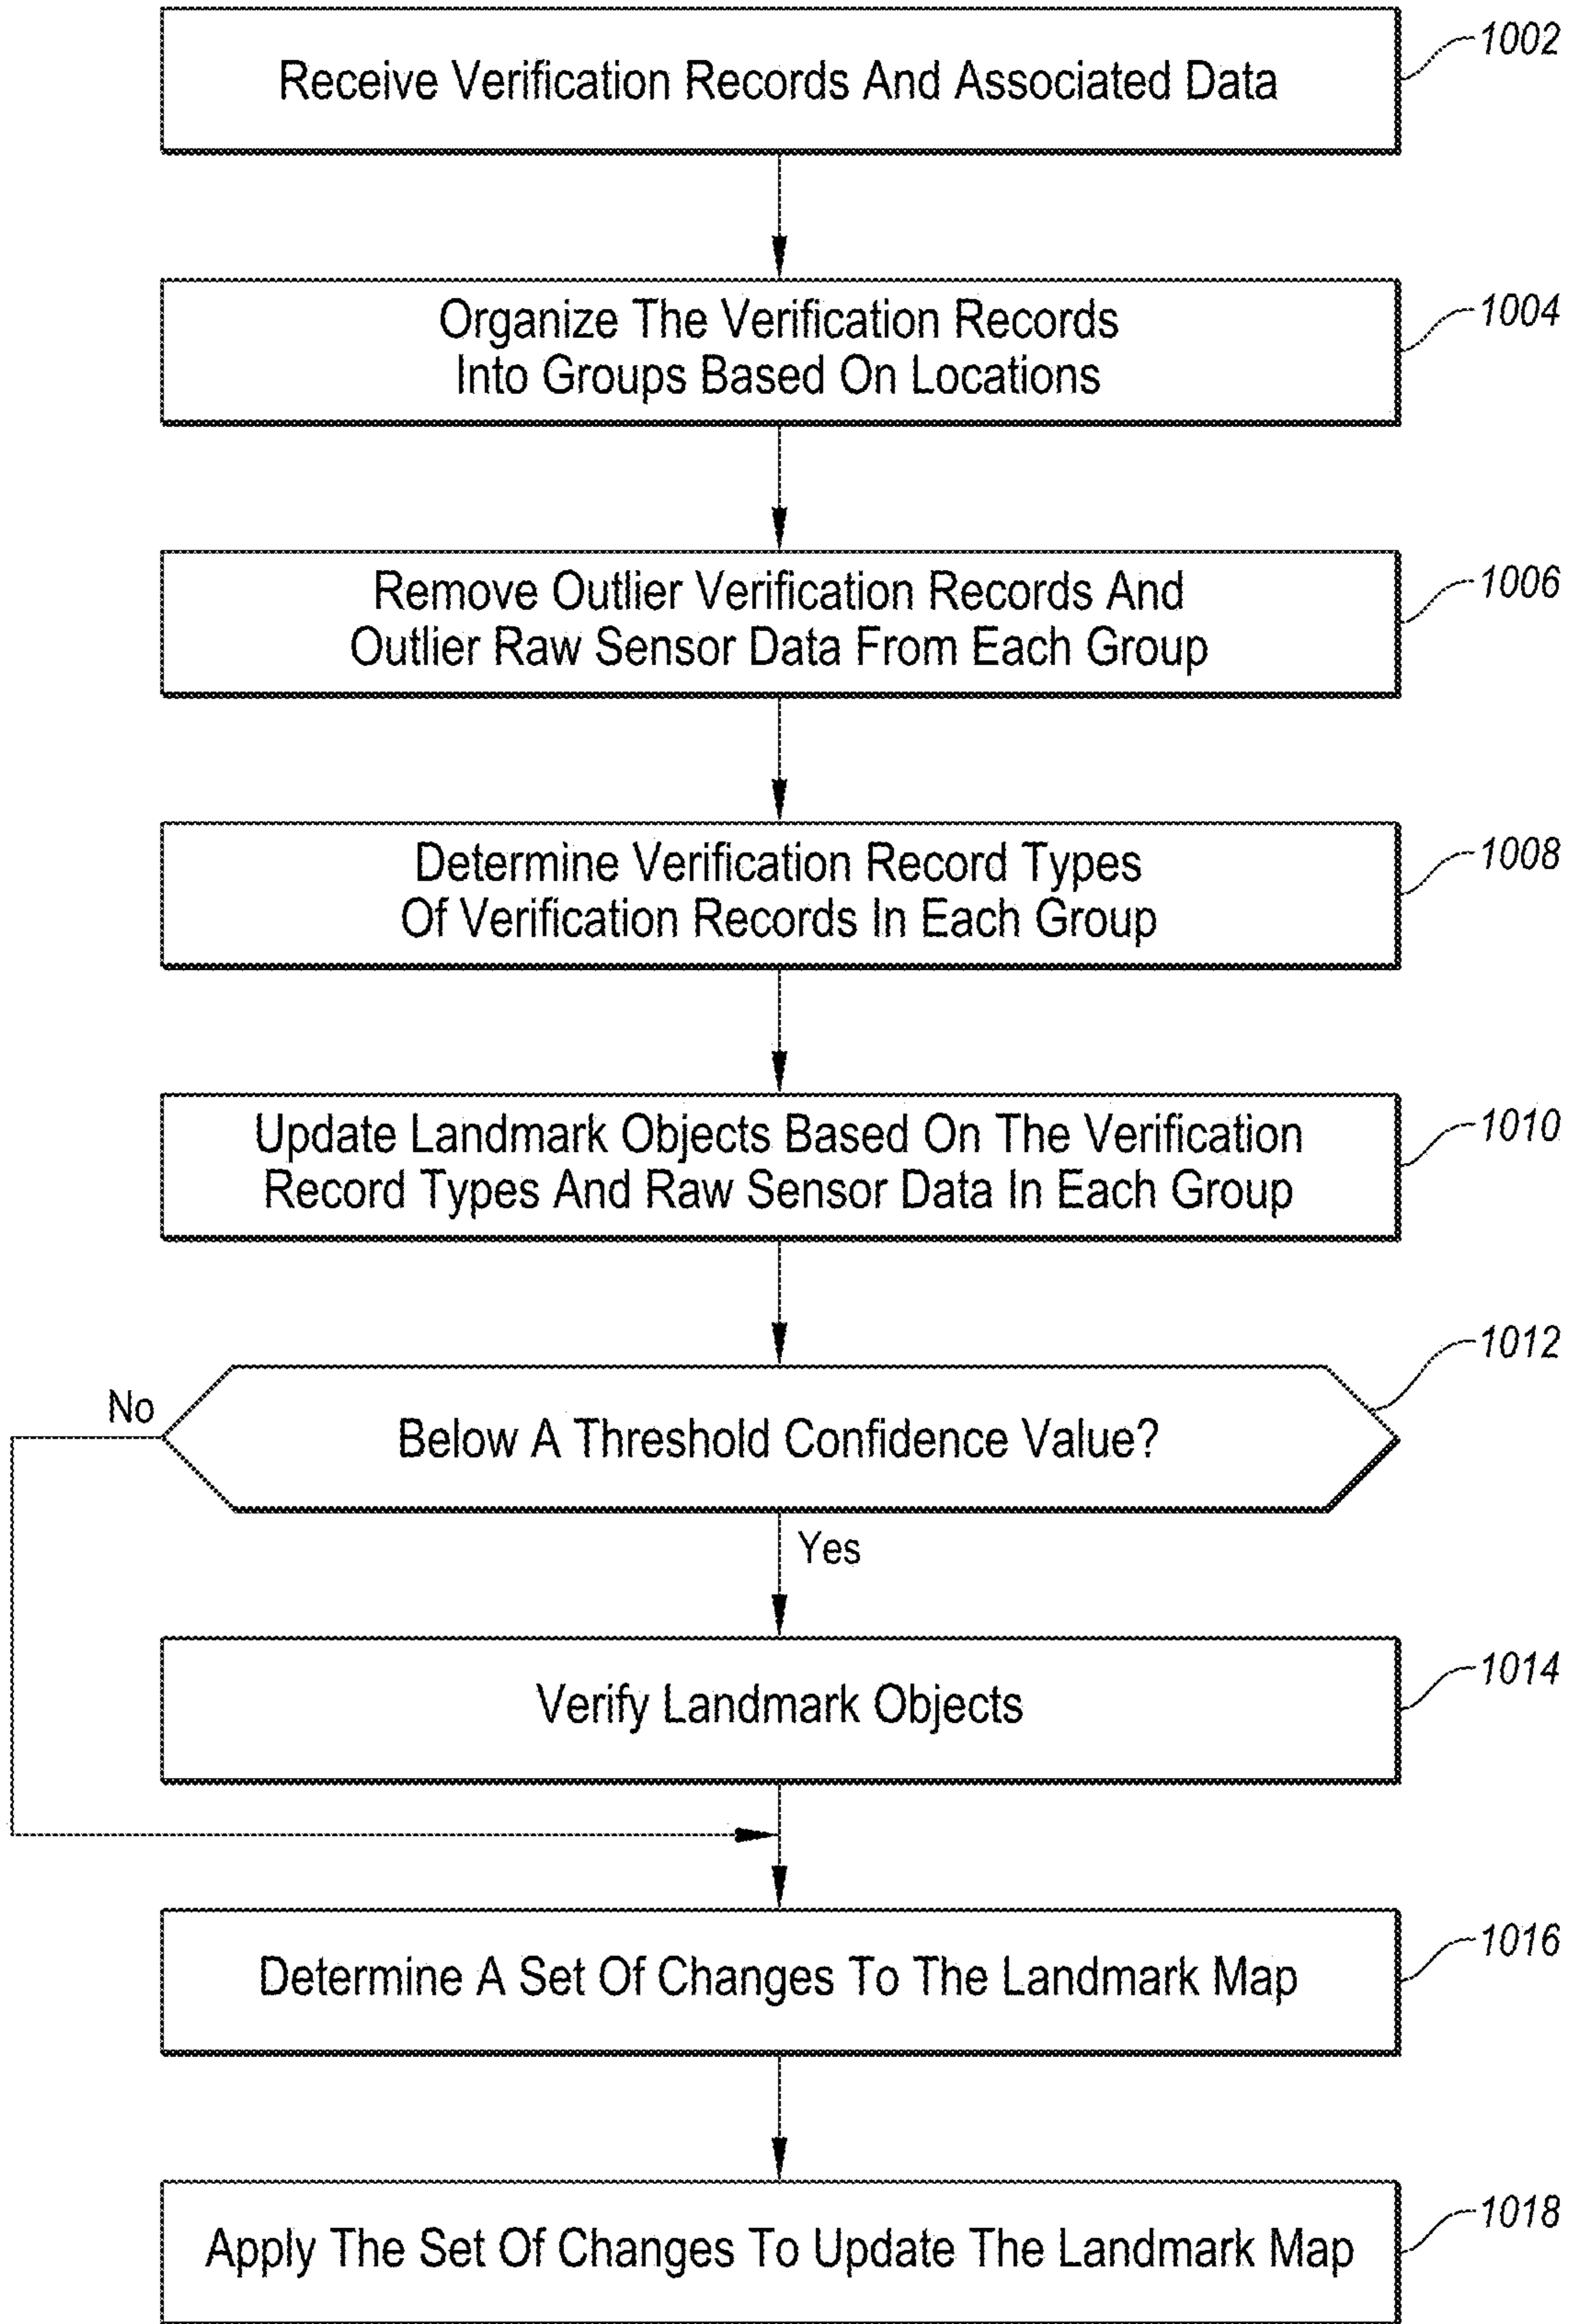 Receive Verification Records And Associated Data
1002
Organize The Verification Records
Into Groups Based On Locations
1004
Remove Outlier Verification Records And
Outlier Raw Sensor Data From Each Group
1006
Determine Verification Record Types
Of Verification Records In Each Group
1008
Update Landmark Objects Based On The Verification
Record Types And Raw Sensor Data In Each Group
1010
Below A Threshold Confidence Value?
1012
No
Yes
Verify Landmark Objects
1014
Determine A Set Of Changes To The Landmark Map
1016
Apply The Set Of Changes To Update The Landmark Map
1018